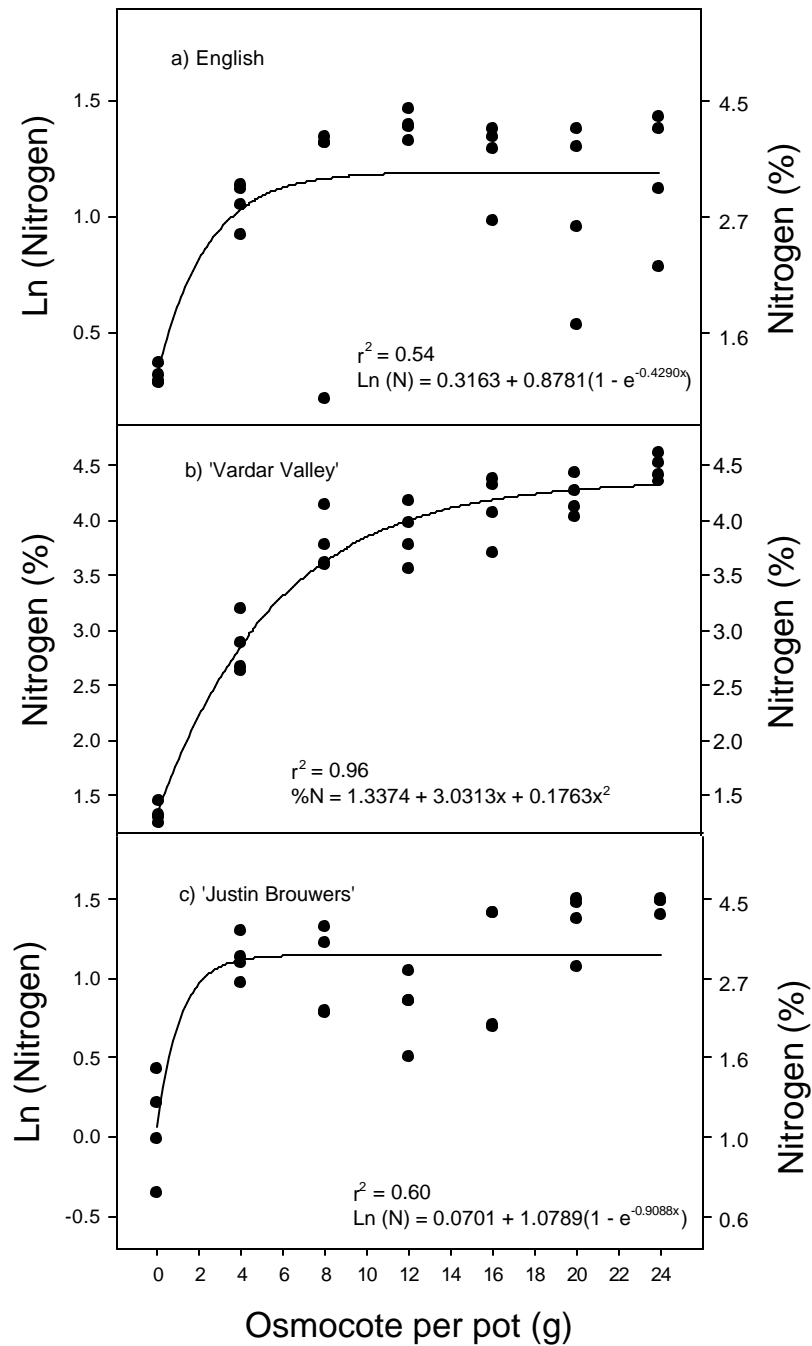 a) English
1.5
1.0
0.5
Ln (Nitrogen)
4.5
2.7
1.6
Nitrogen (%)
r² = 0.54
Ln (N) = 0.3163 + 0.8781(1 - e^-0.4290x)
b) 'Vardar Valley'
4.5
4.0
3.5
3.0
2.5
2.0
1.5
Nitrogen (%)
4.5
4.0
3.5
3.0
2.5
2.0
1.5
Nitrogen (%)
r² = 0.96
%N = 1.3374 + 3.0313x + 0.1763x²
c) 'Justin Brouwers'
1.5
1.0
0.5
0.0
-0.5
Ln (Nitrogen)
4.5
2.7
1.6
1.0
0.6
Nitrogen (%)
r² = 0.60
Ln (N) = 0.0701 + 1.0789(1 - e^-0.9088x)
0 2 4 6 8 10 12 14 16 18 20 22 24
Osmocote per pot (g)